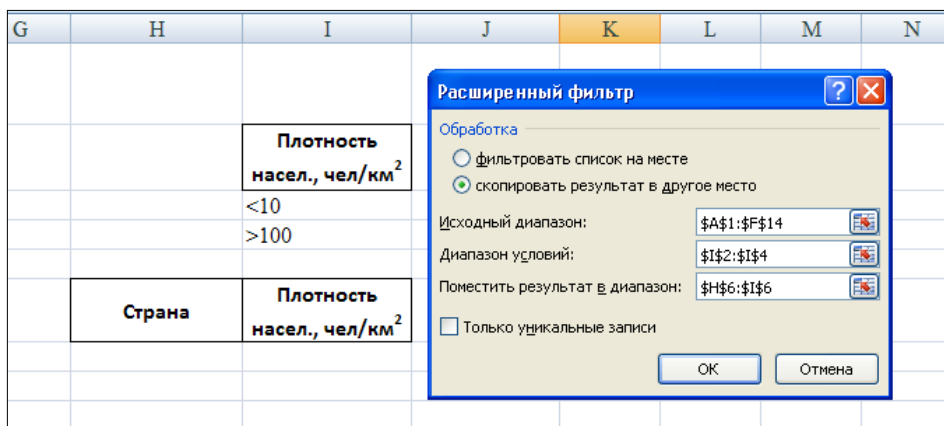 G H I J K L M N
Расширенный фильтр
Обработка
Плотность
насел., чел/км²
фильтровать список на месте
скопировать результат в другое место
<10
>100
Исходный диапазон: $A$1:$F$14
Диапазон условий: $I$2:$I$4
Поместить результат в диапазон: $H$6:$I$6
Страна
Плотность
насел., чел/км²
Только уникальные записи
ОК Отмена